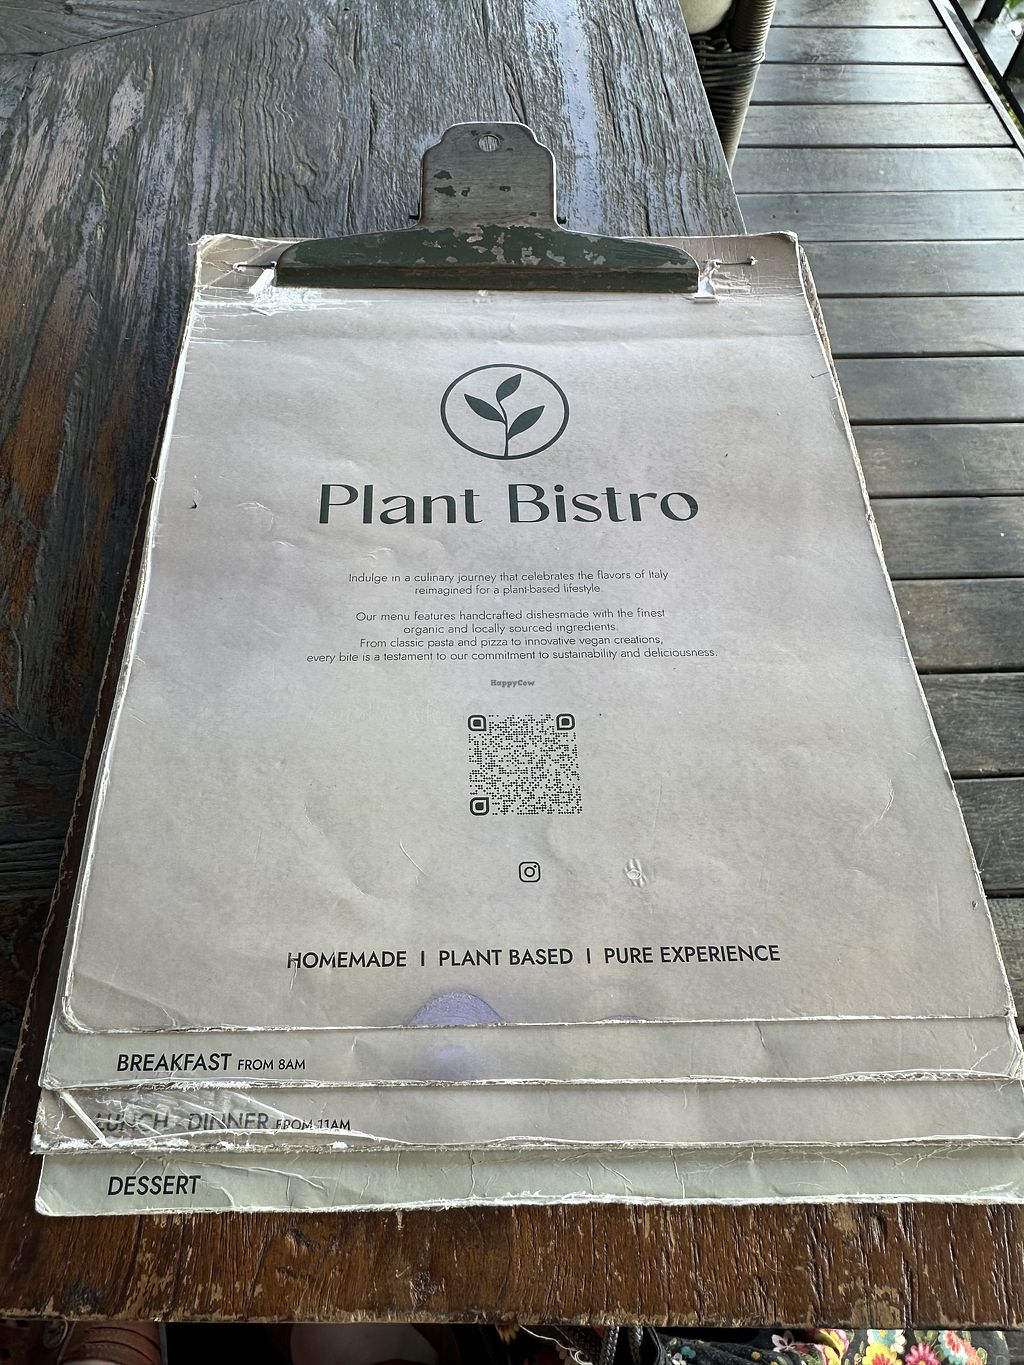 Plant Bistro
Indulge in a culinary journey that celebrates the flavors of Italy
reimagined for a plant-based lifestyle.
Our menu features handcrafted dishesmade with the finest
organic and locally sourced ingredients.
From classic pasta and pizza to innovative vegan creations,
every bite is a testament to our commitment to sustainability and deliciousness.
HappyCow
HOMEMADE | PLANT BASED | PURE EXPERIENCE
BREAKFAST FROM 8AM
LUNCH - DINNER FROM 11AM
DESSERT